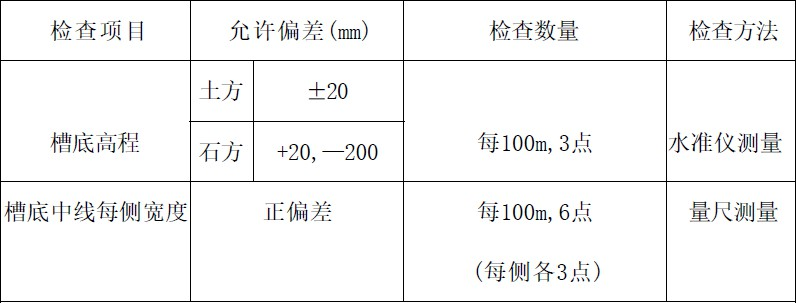 检查项目 允许偏差(mm) 检查数量 检查方法
土方 ±20
槽底高程 石方 +20,—200 每100m,3点 水准仪测量
槽底中线每侧宽度 正偏差 每100m,6点 量尺测量
(每侧各3点)